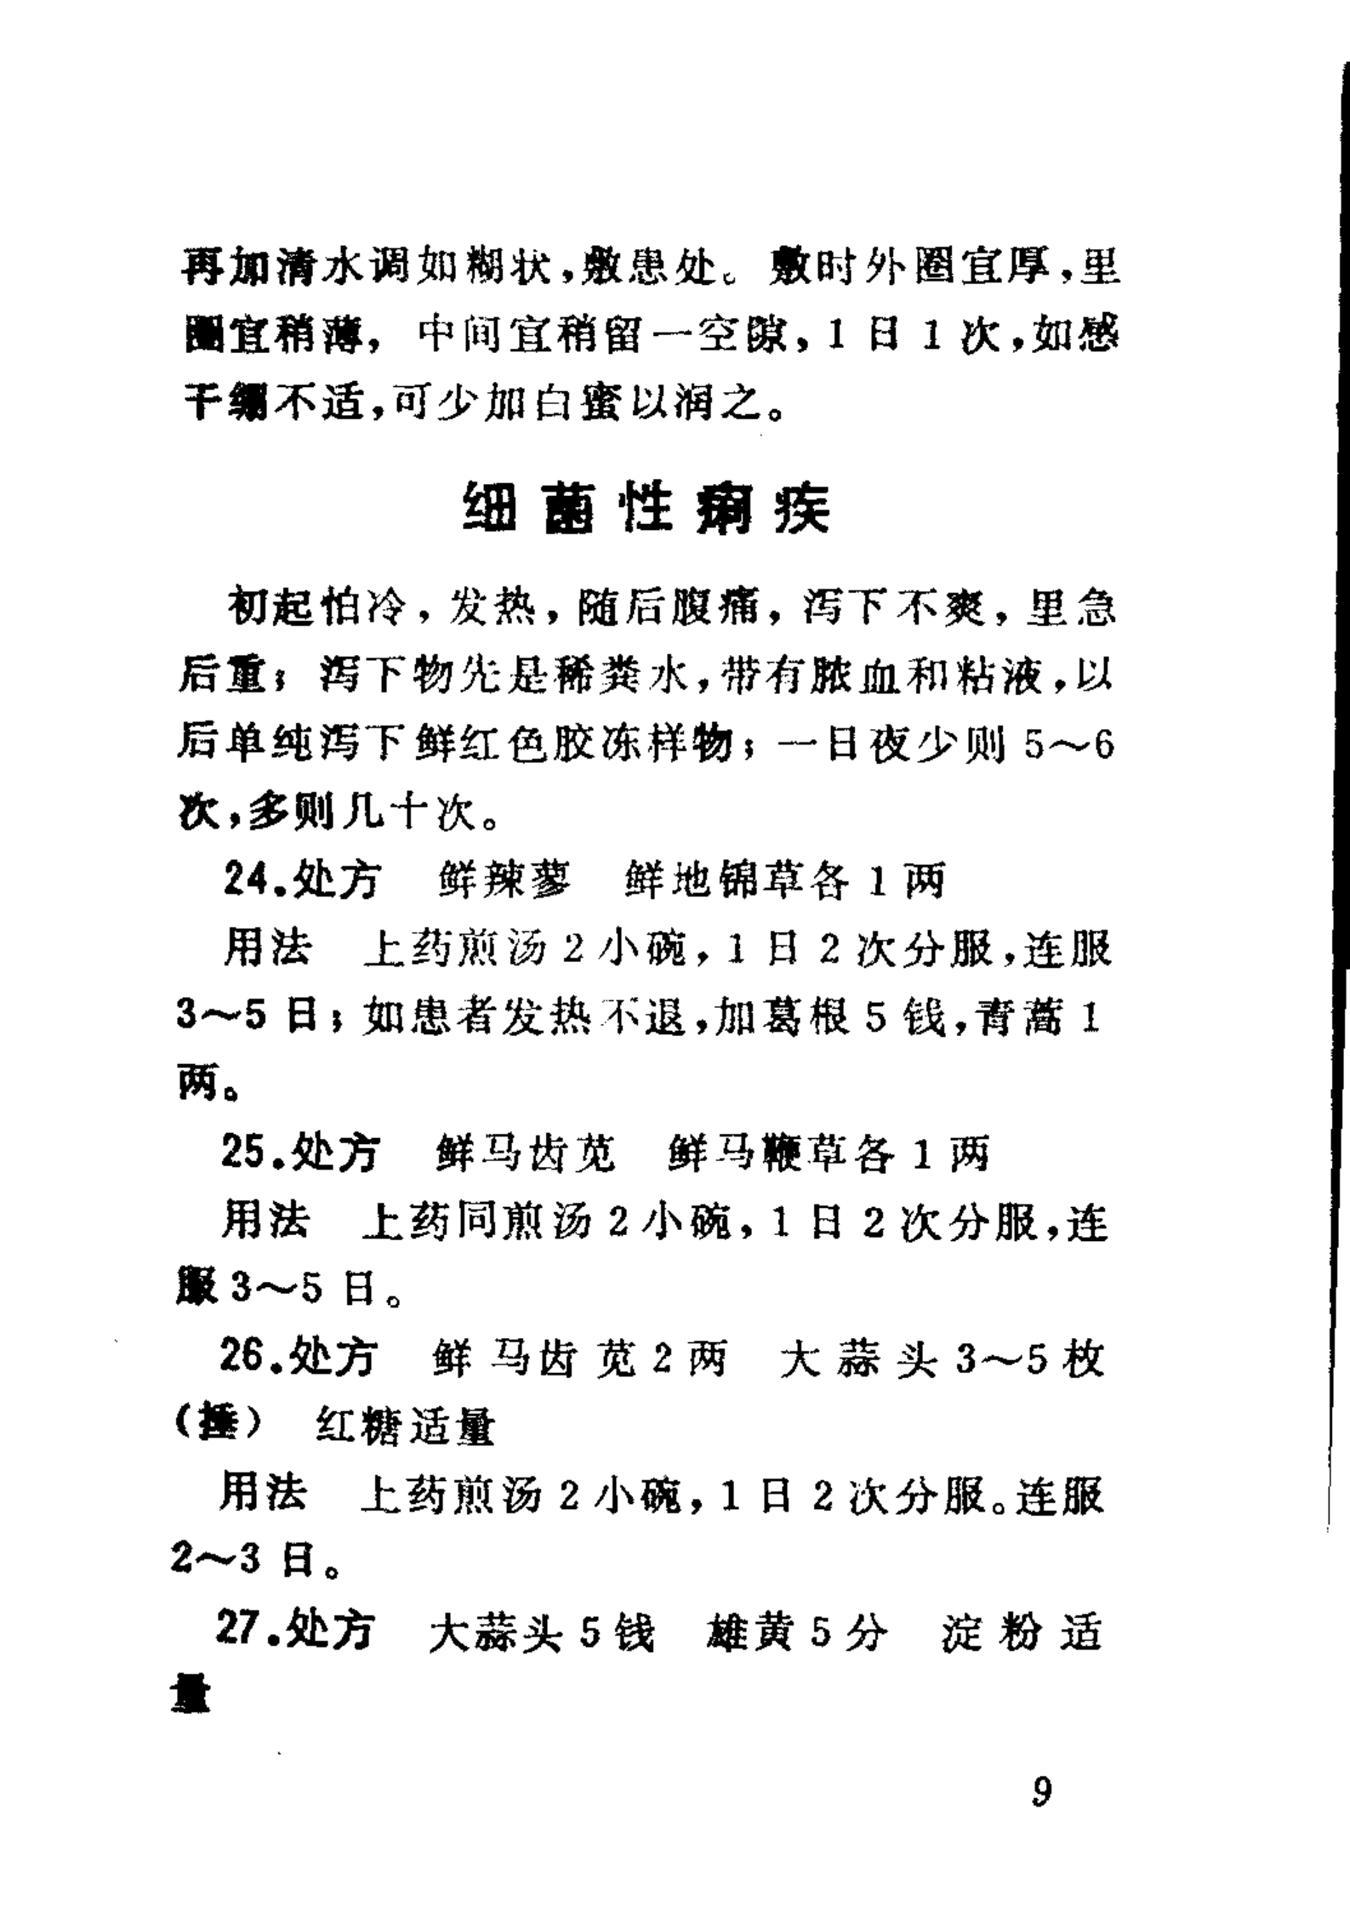 再加清水调如糊状，敷患处。敷时外圈宜厚，里
圈宜稍薄，中间宜稍留一空隙，1日1次，如感
干绷不适，可少加白蜜以润之。
细菌性痢疾
初起怕冷，发热，随后腹痛，泻下不爽，里急
后重；泻下物先是稀粪水，带有脓血和粘液，以
后单纯泻下鲜红色胶冻样物；一日夜少则5～6
次，多则几十次。
24.处方 鲜辣蓼 鲜地锦草各1两
用法 上药煎汤2小碗，1日2次分服，连服
3～5日；如患者发热不退，加葛根5钱，青蒿1
两。
25.处方 鲜马齿苋 鲜马鞭草各1两
用法 上药同煎汤2小碗，1日2次分服，连
服3～5日。
26.处方 鲜马齿苋2两 大蒜头3～5枚
（捶） 红糖适量
用法 上药煎汤2小碗，1日2次分服。连服
2～3日。
27.处方 大蒜头5钱 雄黄5分 淀粉适
量
9